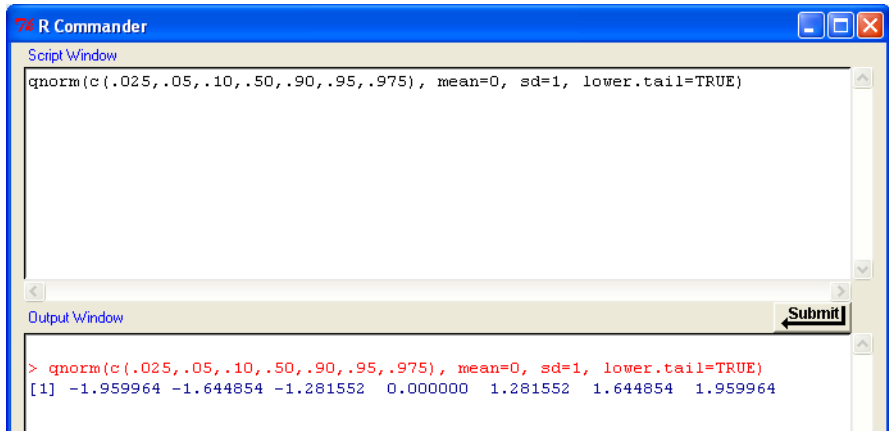 R Commander
Script Window
qnorm(c(.025,.05,.10,.50,.90,.95,.975), mean=0, sd=1, lower.tail=TRUE)
Output Window
Submit
> qnorm(c(.025,.05,.10,.50,.90,.95,.975), mean=0, sd=1, lower.tail=TRUE)
[1] -1.959964 -1.644854 -1.281552  0.000000  1.281552  1.644854  1.959964